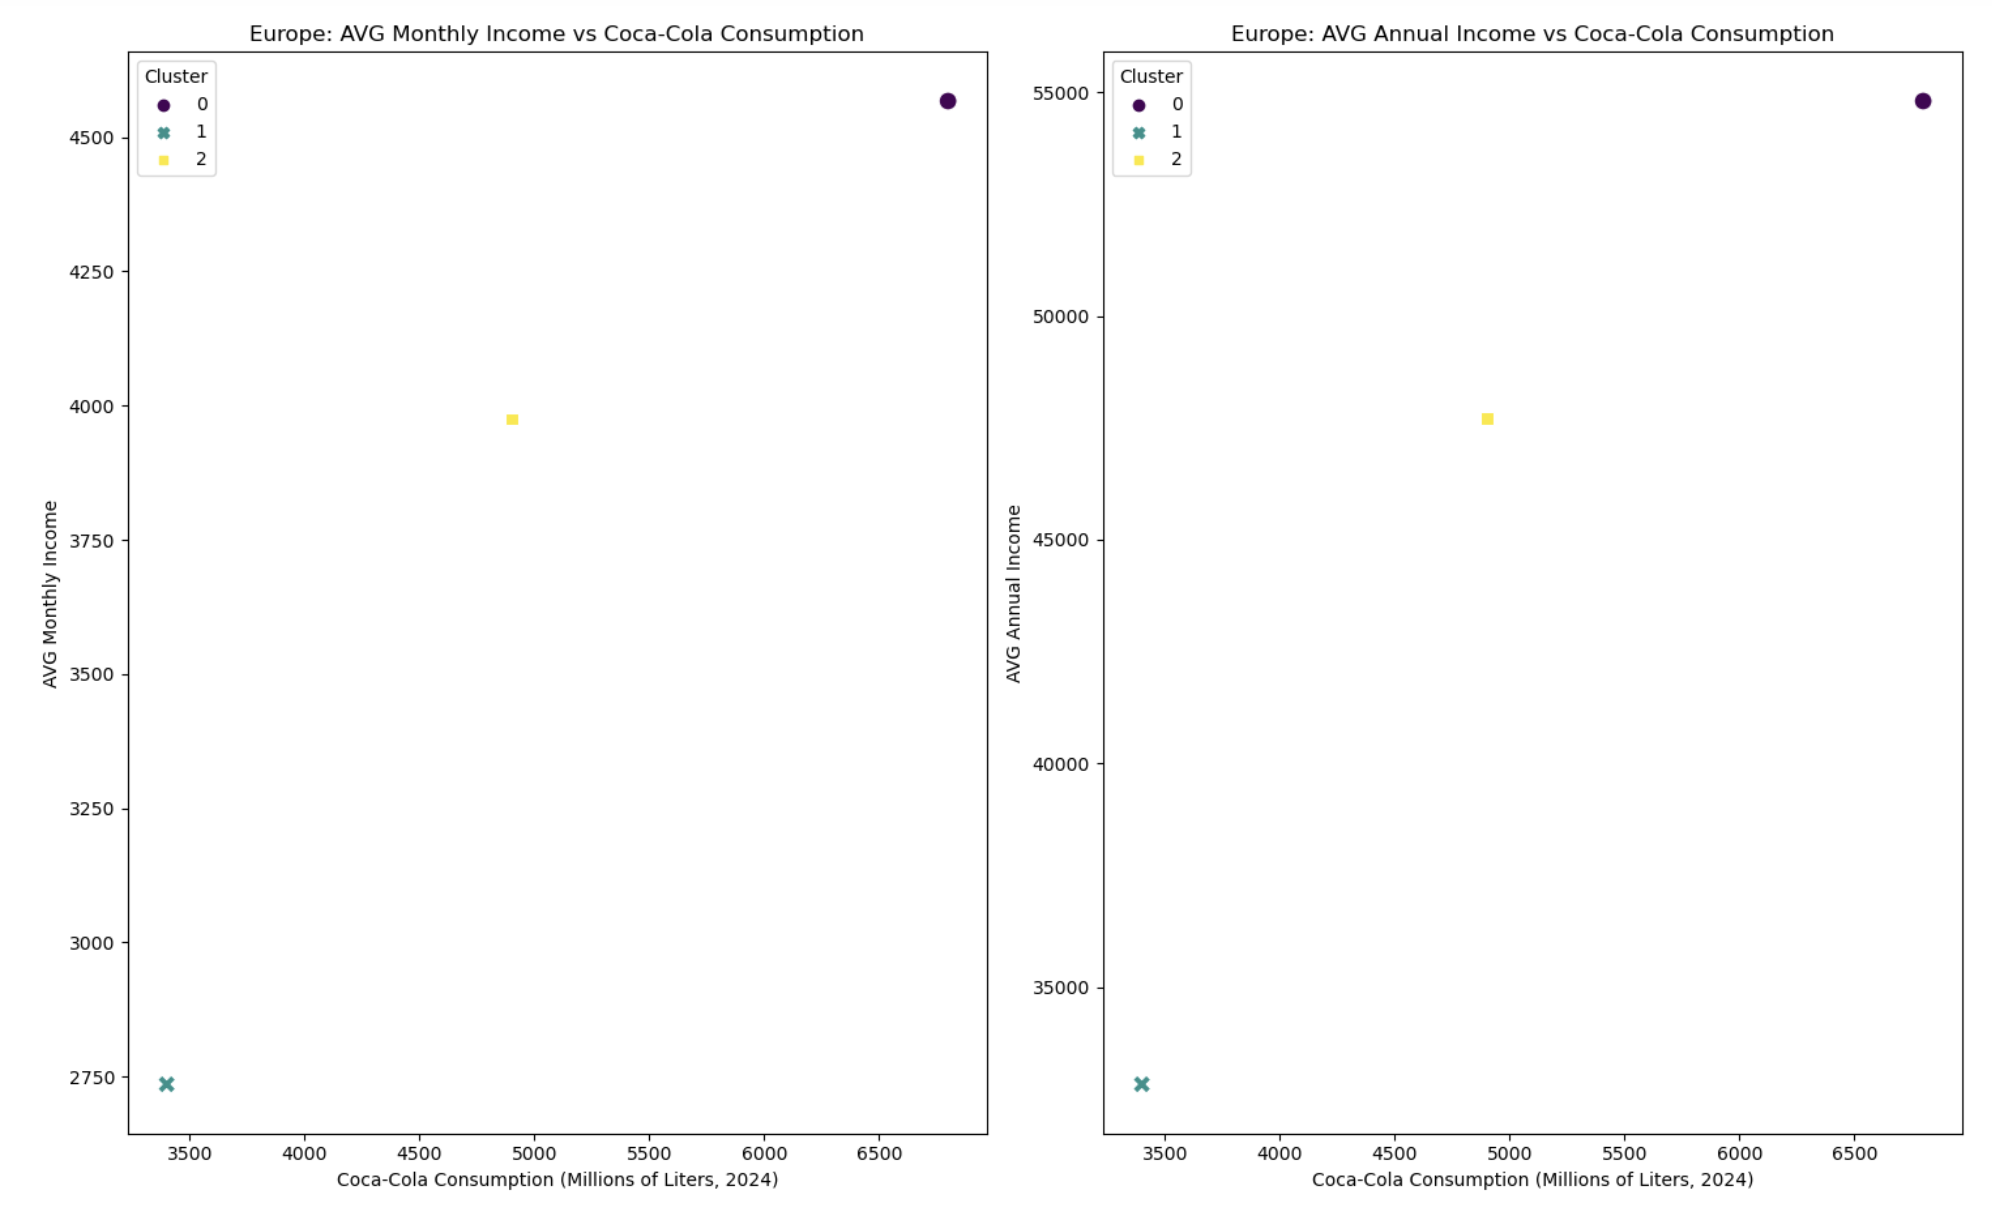 Europe: AVG Monthly Income vs Coca-Cola Consumption
Cluster
0
1
2
4500
4250
4000
3750
3500
3250
3000
2750
AVG Monthly Income
3500 4000 4500 5000 5500 6000 6500
Coca-Cola Consumption (Millions of Liters, 2024)
Europe: AVG Annual Income vs Coca-Cola Consumption
Cluster
0
1
2
55000
50000
45000
40000
35000
AVG Annual Income
3500 4000 4500 5000 5500 6000 6500
Coca-Cola Consumption (Millions of Liters, 2024)